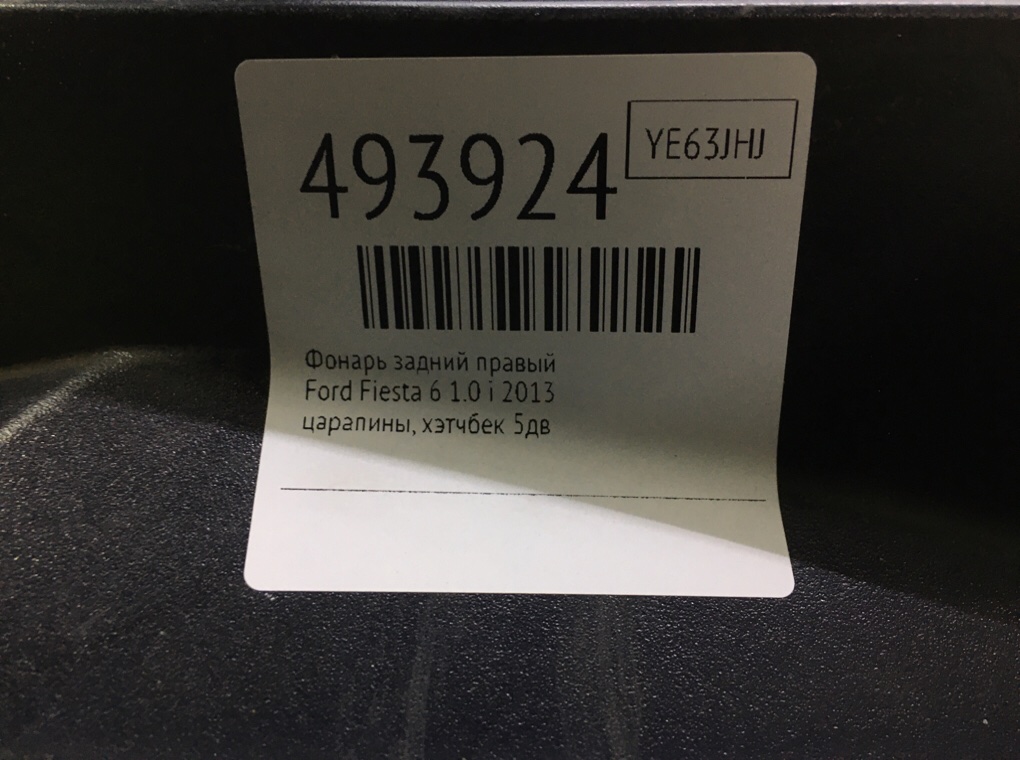 493924
YE63JHJ
Фонарь задний правый
Ford Fiesta 6 1.0 i 2013
царапины, хэтчбек 5дв